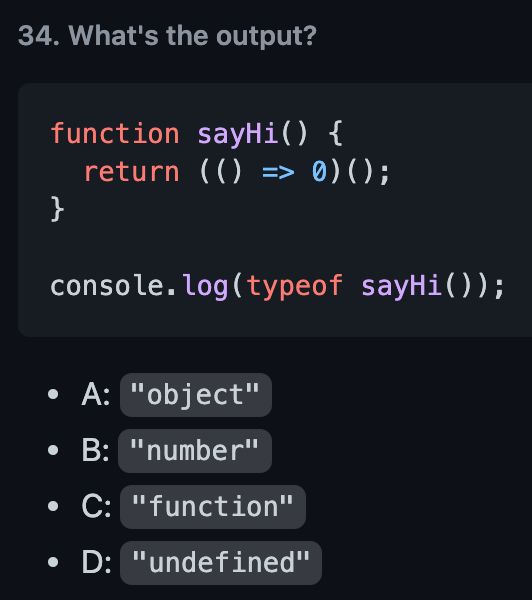 34. What's the output?
function sayHi() {
  return (() => 0)();
}
console.log(typeof sayHi());
• A: "object"
• B: "number"
• C: "function"
• D: "undefined"